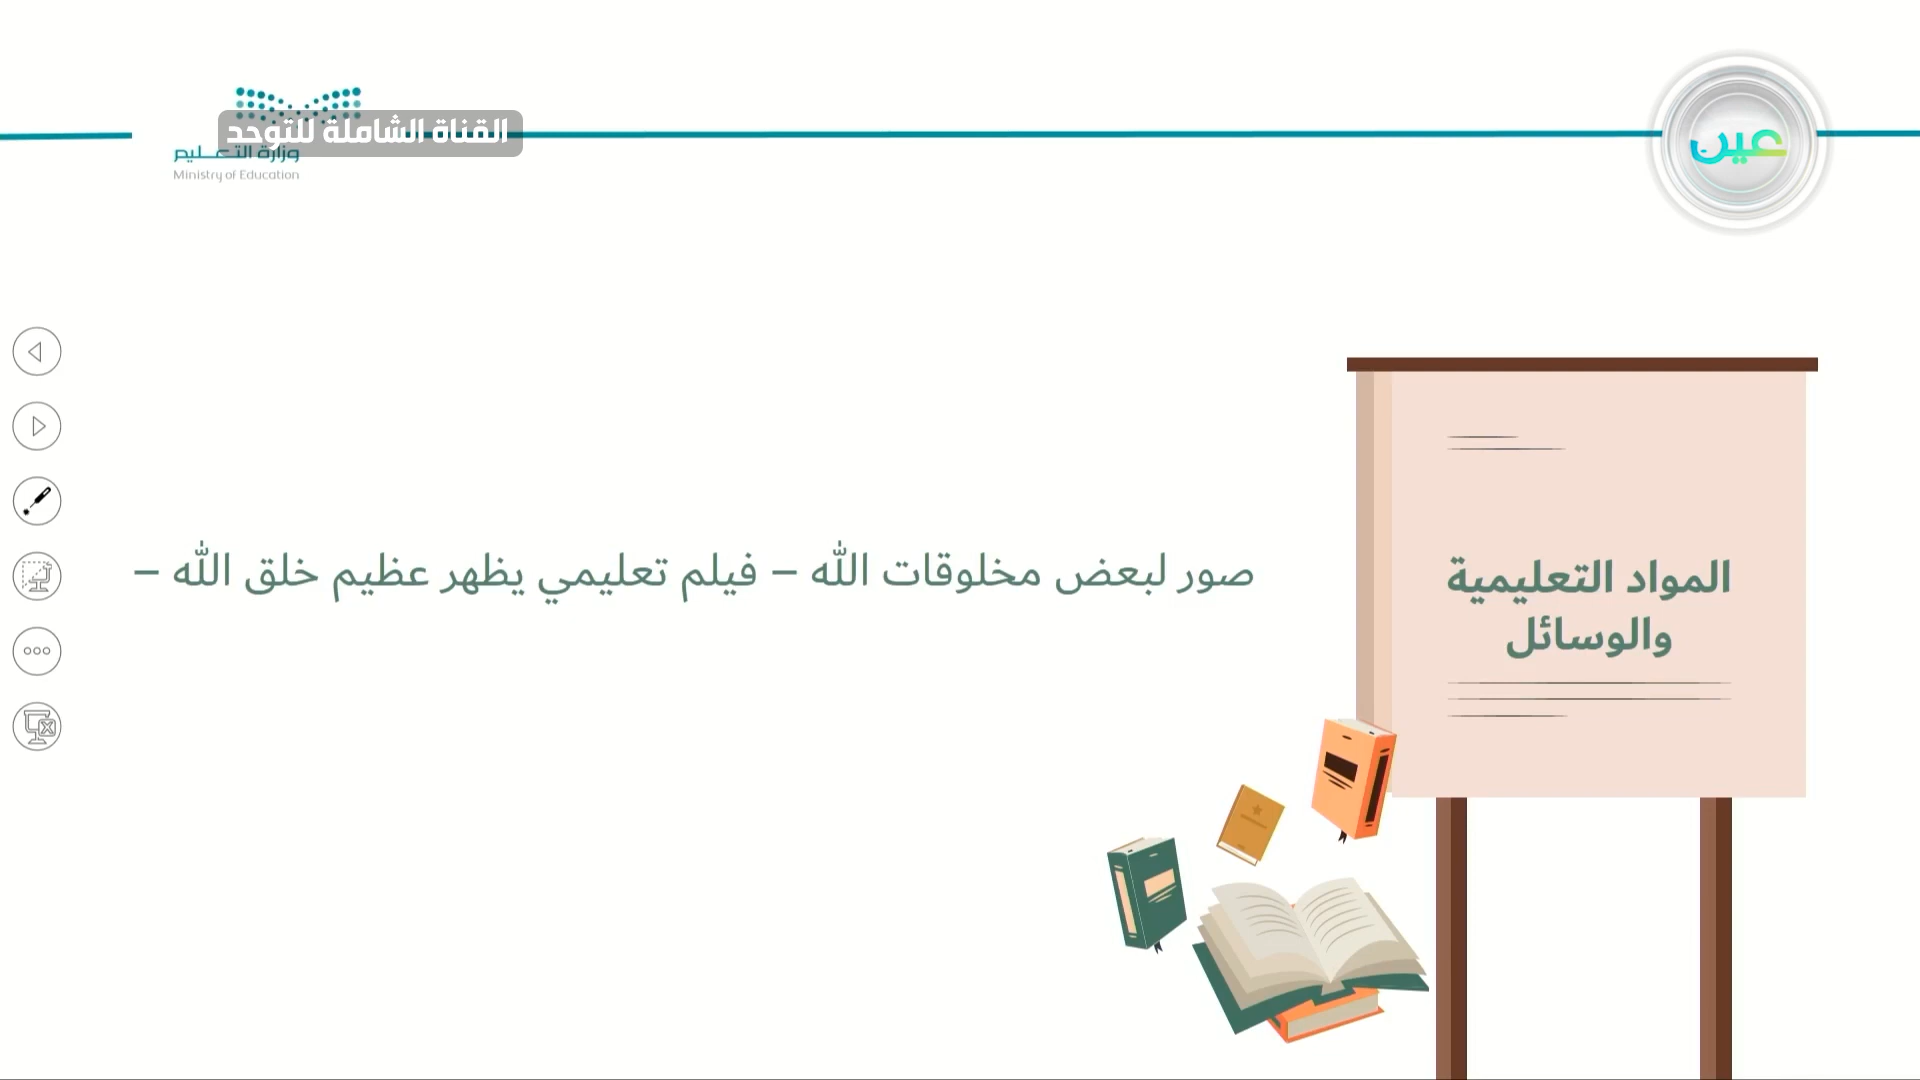 القناة الشاملة للتوحد
وزارة التعليم
Ministry of Education
عين
المواد التعليمية
والوسائل
صور لبعض مخلوقات الله – فيلم تعليمي يظهر عظيم خلق الله –